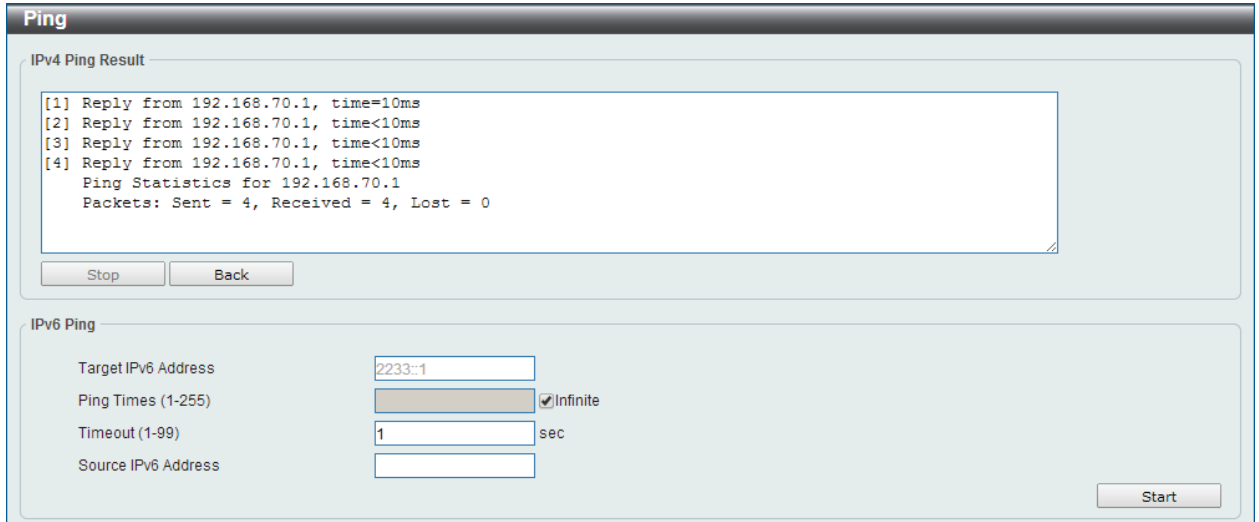 Ping
IPv4 Ping Result
[1] Reply from 192.168.70.1, time=10ms
[2] Reply from 192.168.70.1, time<10ms
[3] Reply from 192.168.70.1, time<10ms
[4] Reply from 192.168.70.1, time<10ms
Ping Statistics for 192.168.70.1
Packets: Sent = 4, Received = 4, Lost = 0
Stop Back
IPv6 Ping
Target IPv6 Address 2233::1
Ping Times (1-255) Infinite
Timeout (1-99) 1 sec
Source IPv6 Address
Start